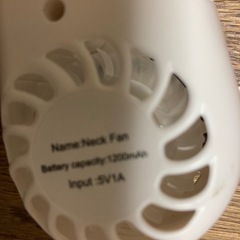 Name:Neck Fan
Battery capacity:1200mAh
Input :5V1A